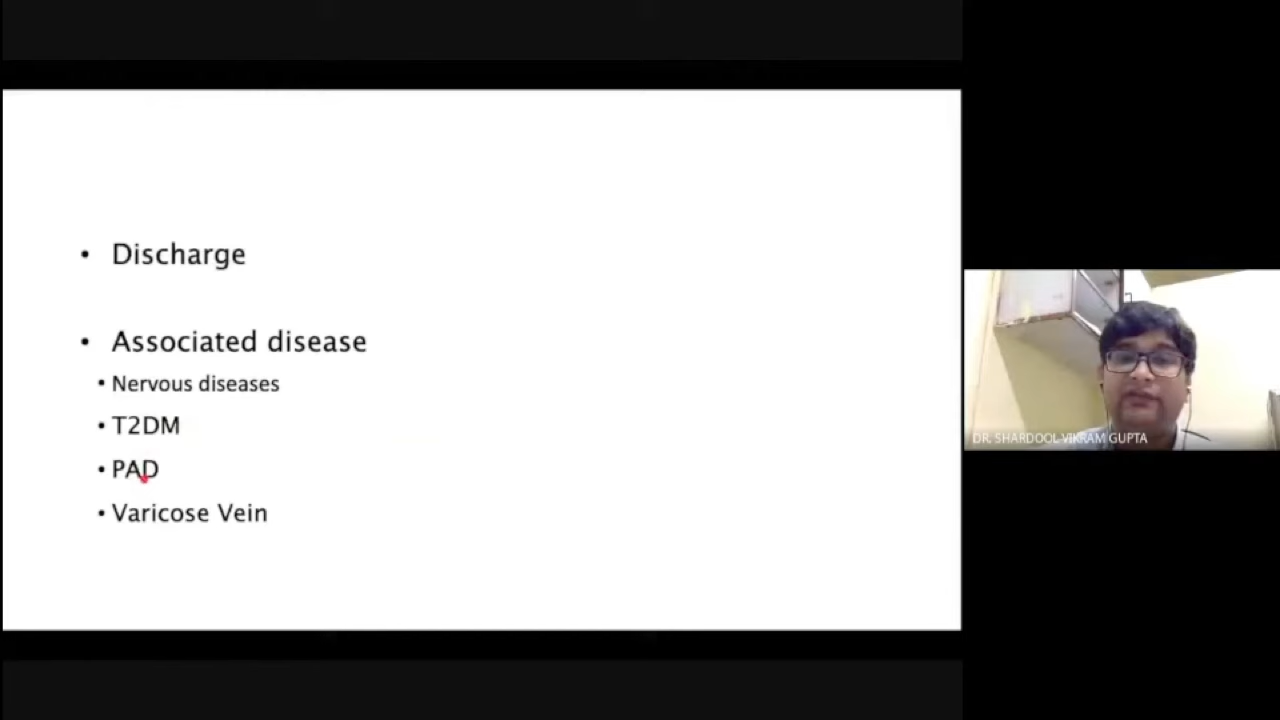 • Discharge
• Associated disease
• Nervous diseases
• T2DM
• PAD
• Varicose Vein
DR. SHARDOOL VIKRAM GUPTA